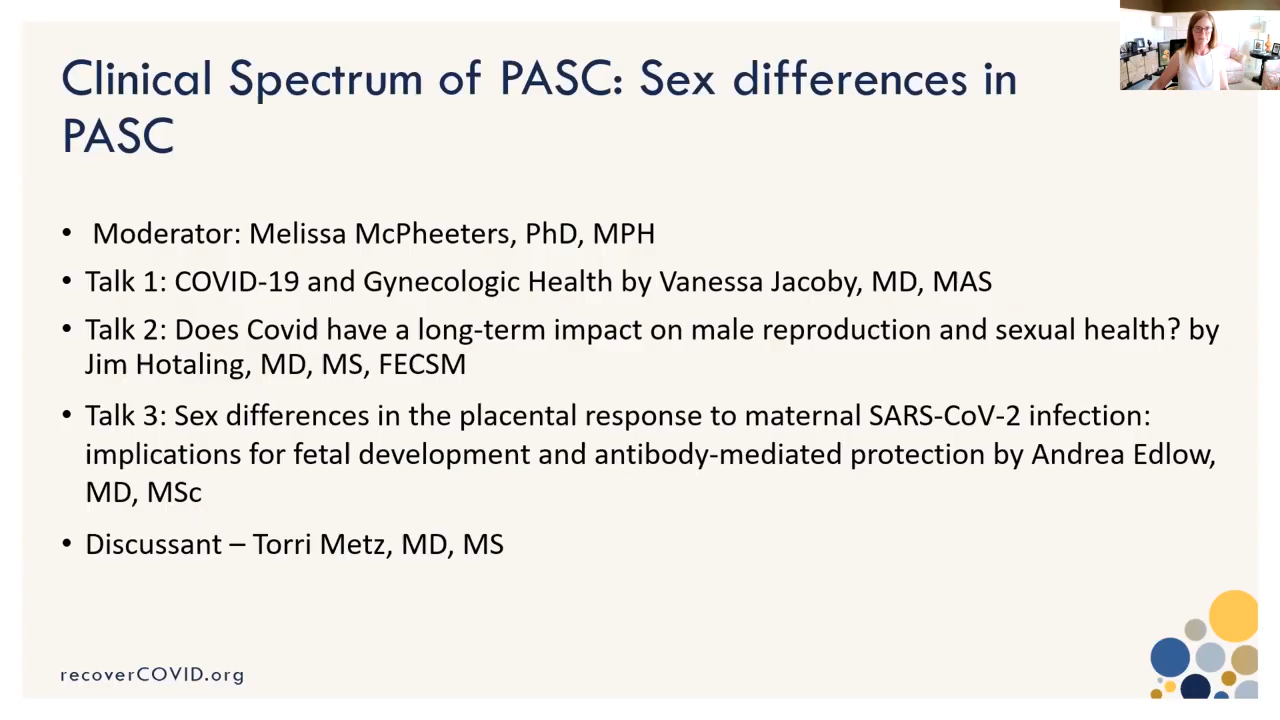 Clinical Spectrum of PASC: Sex differences in
PASC
• Moderator: Melissa McPheeters, PhD, MPH
• Talk 1: COVID-19 and Gynecologic Health by Vanessa Jacoby, MD, MAS
• Talk 2: Does Covid have a long-term impact on male reproduction and sexual health? by
Jim Hotaling, MD, MS, FECSM
• Talk 3: Sex differences in the placental response to maternal SARS-CoV-2 infection:
implications for fetal development and antibody-mediated protection by Andrea Edlow,
MD, MSc
• Discussant – Torri Metz, MD, MS
recoverCOVID.org